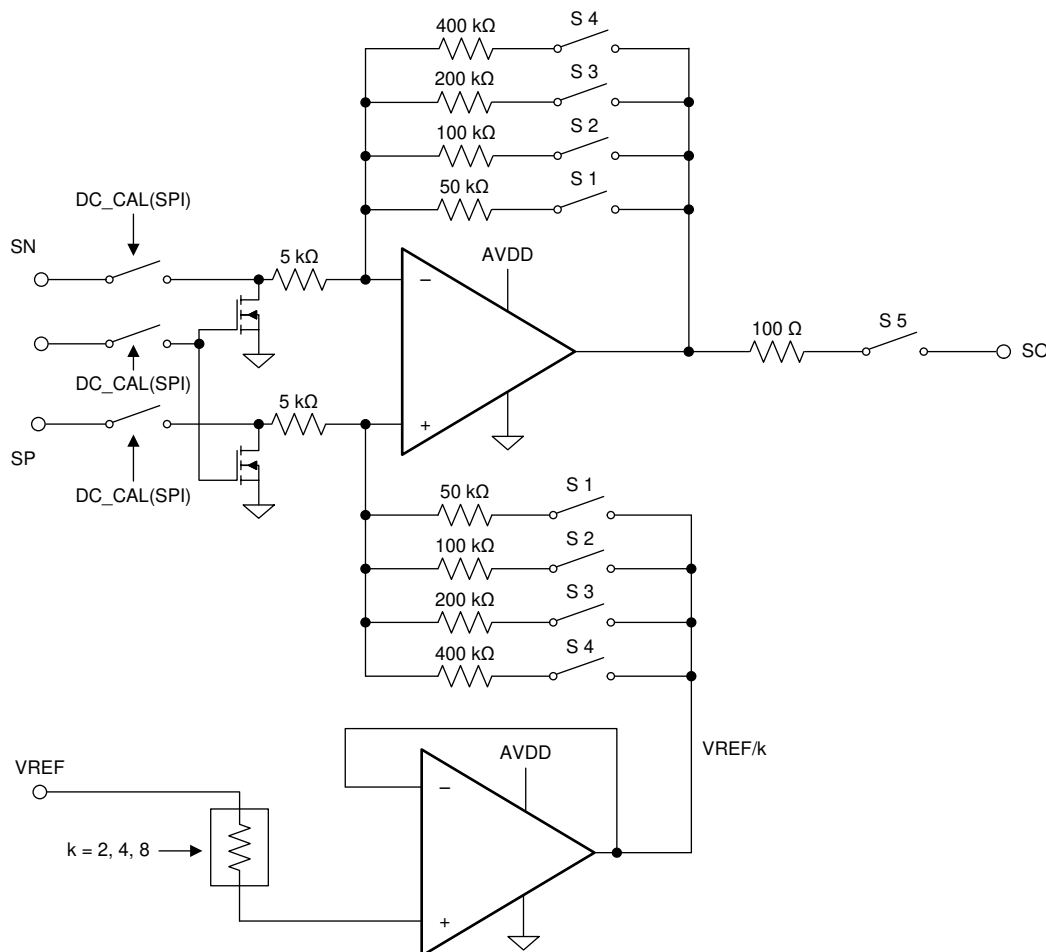 400 kΩ
S 4
200 kΩ
S 3
100 kΩ
S 2
50 kΩ
S 1
DC_CAL(SPI)
SN
5 kΩ
AVDD
−
100 Ω
S 5
SO
DC_CAL(SPI)
5 kΩ
+
SP
DC_CAL(SPI)
50 kΩ
S 1
100 kΩ
S 2
200 kΩ
S 3
400 kΩ
S 4
VREF/k
AVDD
VREF
−
k = 2, 4, 8
+